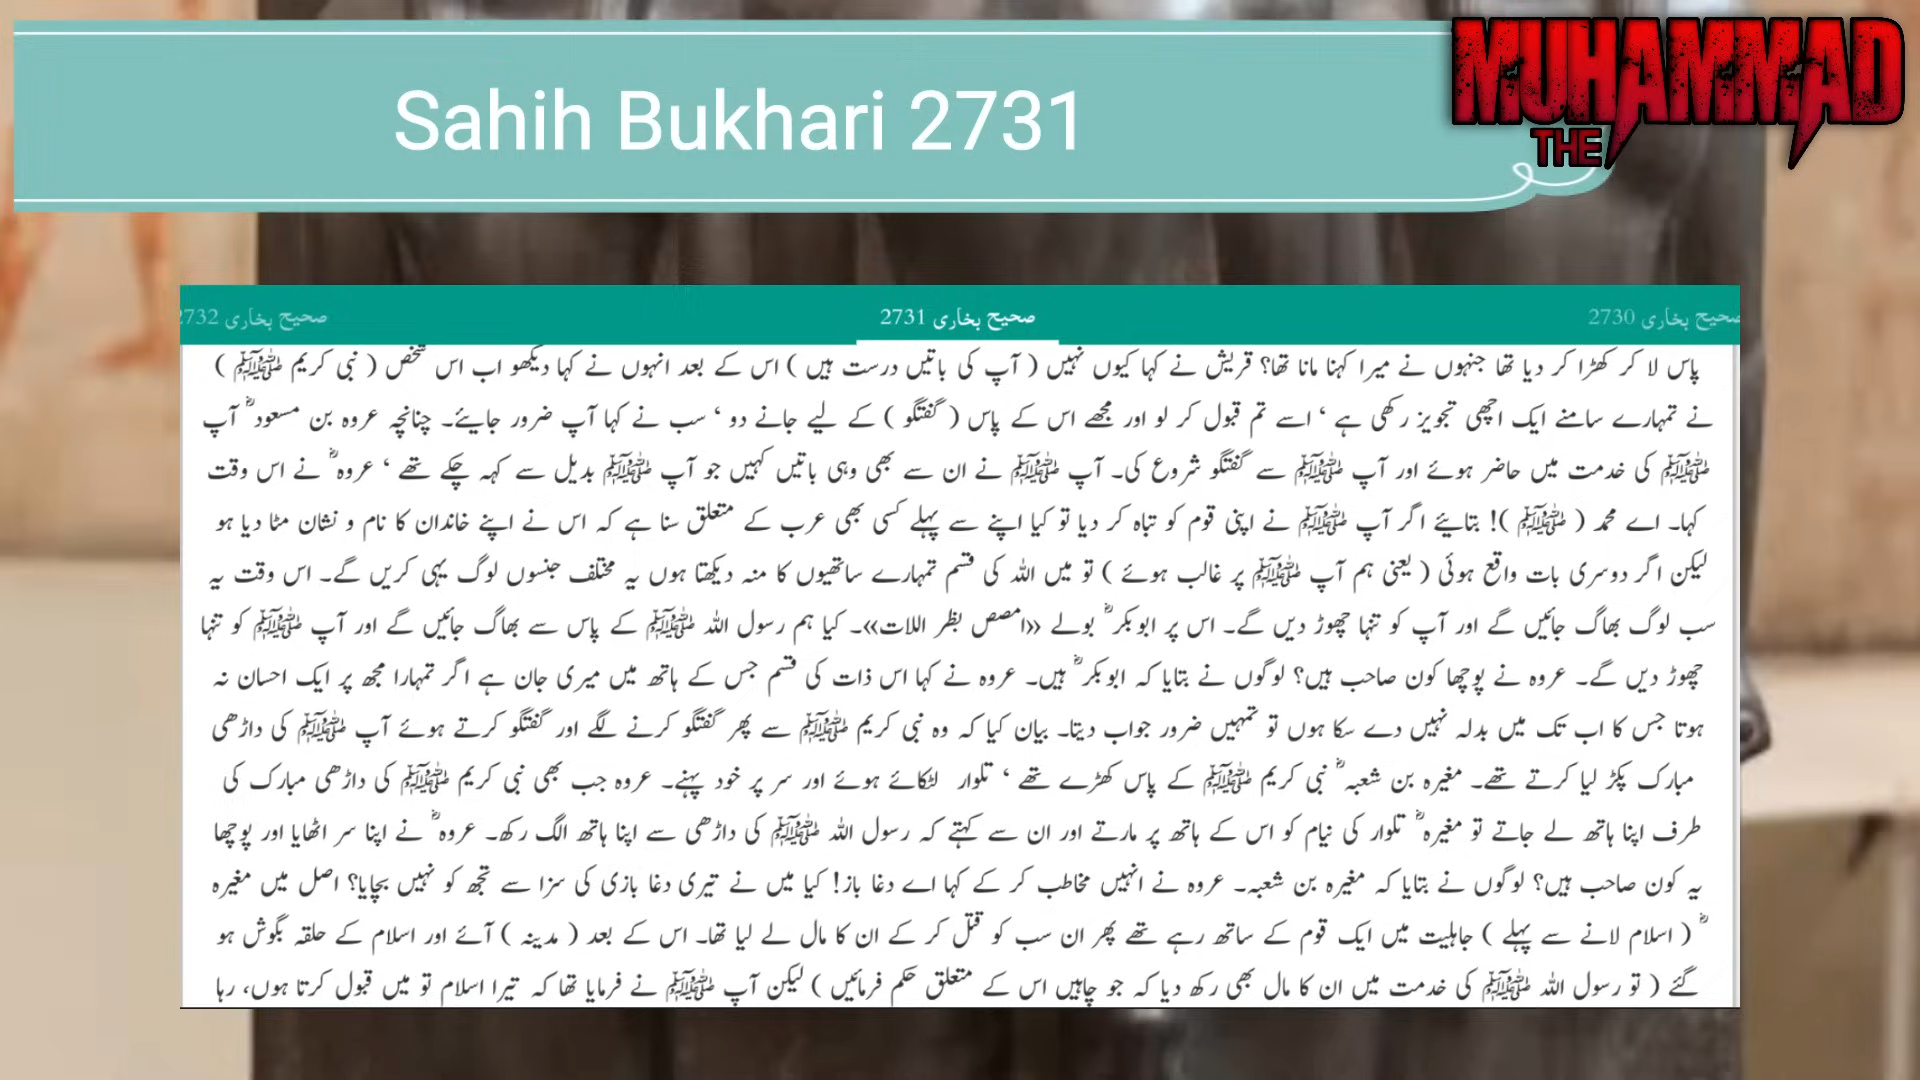 Sahih Bukhari 2731
MUHAMMAD
THE
صحیح بخاری 2730
صحیح بخاری 2731
صحیح بخاری 2732
پاس لا کر کھڑا کر دیا تھا جنہوں نے میرا کہنا مانا تھا؟ قریش نے کہا کیوں نہیں ( آپ کی باتیں درست ہیں ) اس کے بعد انہوں نے کہا دیکھو اب اس شخص ( نبی کریم ﷺ )
نے تمہارے سامنے ایک اچھی تجویز رکھی ہے ‘ اسے تم قبول کر لو اور مجھے اس کے پاس ( گفتگو ) کے لیے جانے دو ‘ سب نے کہا آپ ضرور جایئے۔ چنانچہ عروہ بن مسعود ؓ آپ
ﷺ کی خدمت میں حاضر ہوئے اور آپ ﷺ سے گفتگو شروع کی۔ آپ ﷺ نے ان سے بھی وہی باتیں کہیں جو آپ ﷺ بدیل سے کہہ چکے تھے ‘ عروہ ؓ نے اس وقت
کہا۔ اے محمد ( ﷺ )! بتایئے اگر آپ ﷺ نے اپنی قوم کو تباہ کر دیا تو کیا اپنے سے پہلے کسی بھی عرب کے متعلق سنا ہے کہ اس نے اپنے خاندان کا نام و نشان مٹا دیا ہو
لیکن اگر دوسری بات واقع ہوئی ( یعنی ہم آپ ﷺ پر غالب ہوئے ) تو میں اللہ کی قسم تمہارے ساتھیوں کا منہ دیکھتا ہوں یہ مختلف جنسوں لوگ یہی کریں گے۔ اس وقت یہ
سب لوگ بھاگ جائیں گے اور آپ کو تنہا چھوڑ دیں گے۔ اس پر ابوبکر ؓ بولے «امصص بظر اللات»۔ کیا ہم رسول اللہ ﷺ کے پاس سے بھاگ جائیں گے اور آپ ﷺ کو تنہا
چھوڑ دیں گے۔ عروہ نے پوچھا کون صاحب ہیں؟ لوگوں نے بتایا کہ ابوبکر ؓ ہیں۔ عروہ نے کہا اس ذات کی قسم جس کے ہاتھ میں میری جان ہے اگر تمہارا مجھ پر ایک احسان نہ
ہوتا جس کا اب تک میں بدلہ نہیں دے سکا ہوں تو تمہیں ضرور جواب دیتا۔ بیان کیا کہ وہ نبی کریم ﷺ سے پھر گفتگو کرنے لگے اور گفتگو کرتے ہوئے آپ ﷺ کی داڑھی
مبارک پکڑ لیا کرتے تھے۔ مغیرہ بن شعبہ ؓ نبی کریم ﷺ کے پاس کھڑے تھے ‘ تلوار لٹکائے ہوئے اور سر پر خود پہنے۔ عروہ جب بھی نبی کریم ﷺ کی داڑھی مبارک کی
طرف اپنا ہاتھ لے جاتے تو مغیرہ ؓ تلوار کی نیام کو اس کے ہاتھ پر مارتے اور ان سے کہتے کہ رسول اللہ ﷺ کی داڑھی سے اپنا ہاتھ الگ رکھ۔ عروہ ؓ نے اپنا سر اٹھایا اور پوچھا
یہ کون صاحب ہیں؟ لوگوں نے بتایا کہ مغیرہ بن شعبہ۔ عروہ نے انہیں مخاطب کر کے کہا اے دغا باز! کیا میں نے تیری دغا بازی کی سزا سے تجھ کو نہیں بچایا؟ اصل میں مغیرہ
ؓ ( اسلام لانے سے پہلے ) جاہلیت میں ایک قوم کے ساتھ رہے تھے پھر ان سب کو قتل کر کے ان کا مال لے لیا تھا۔ اس کے بعد ( مدینہ ) آئے اور اسلام کے حلقہ بگوش ہو
گئے ( تو رسول اللہ ﷺ کی خدمت میں ان کا مال بھی رکھ دیا کہ جو چاہیں اس کے متعلق حکم فرمائیں ) لیکن آپ ﷺ نے فرمایا تھا کہ تیرا اسلام تو میں قبول کرتا ہوں، رہا